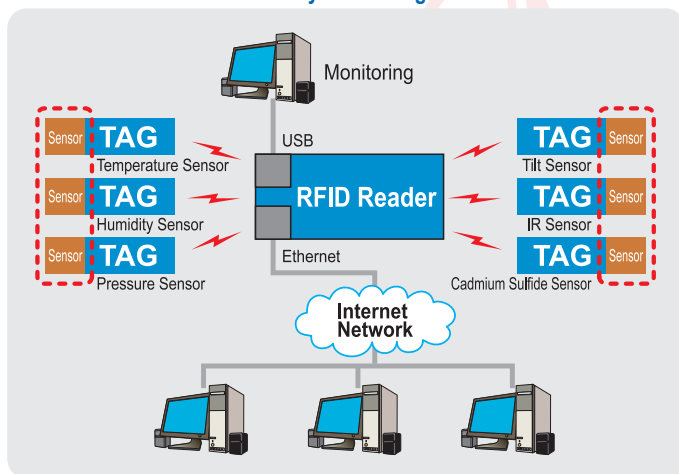 Monitoring
USB
Sensor TAG
Temperature Sensor
Sensor TAG
Humidity Sensor
Sensor TAG
Pressure Sensor
RFID Reader
TAG Sensor
Tilt Sensor
TAG Sensor
IR Sensor
TAG Sensor
Cadmium Sulfide Sensor
Ethernet
Internet
Network